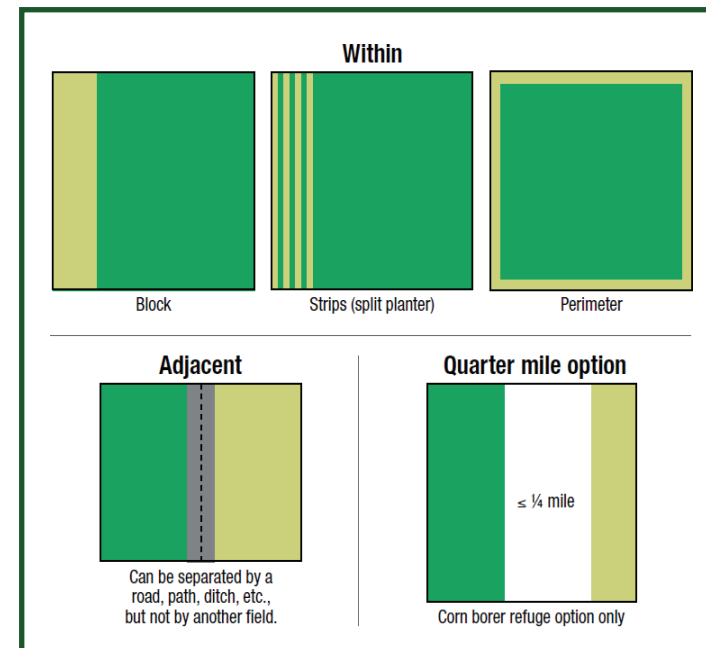 Within
Block
Strips (split planter)
Perimeter
Adjacent
Can be separated by a
road, path, ditch, etc.,
but not by another field.
Quarter mile option
≤ ¼ mile
Corn borer refuge option only